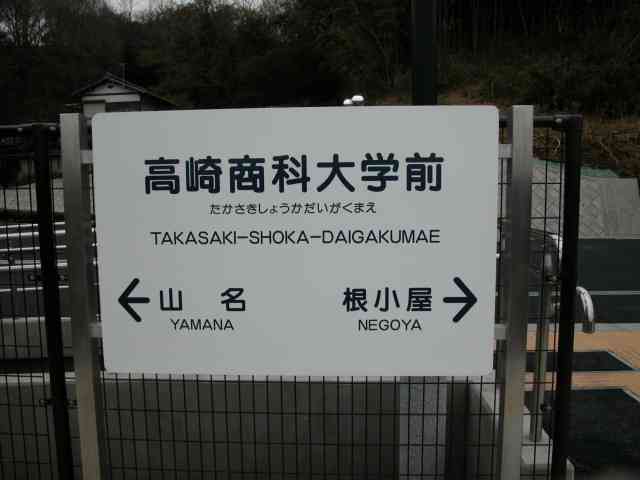 高崎商科大学前
たかさきしょうかだいがくまえ
TAKASAKI-SHOKA-DAIGAKUMAE
← 山 名 根小屋 →
YAMANA NEGOYA